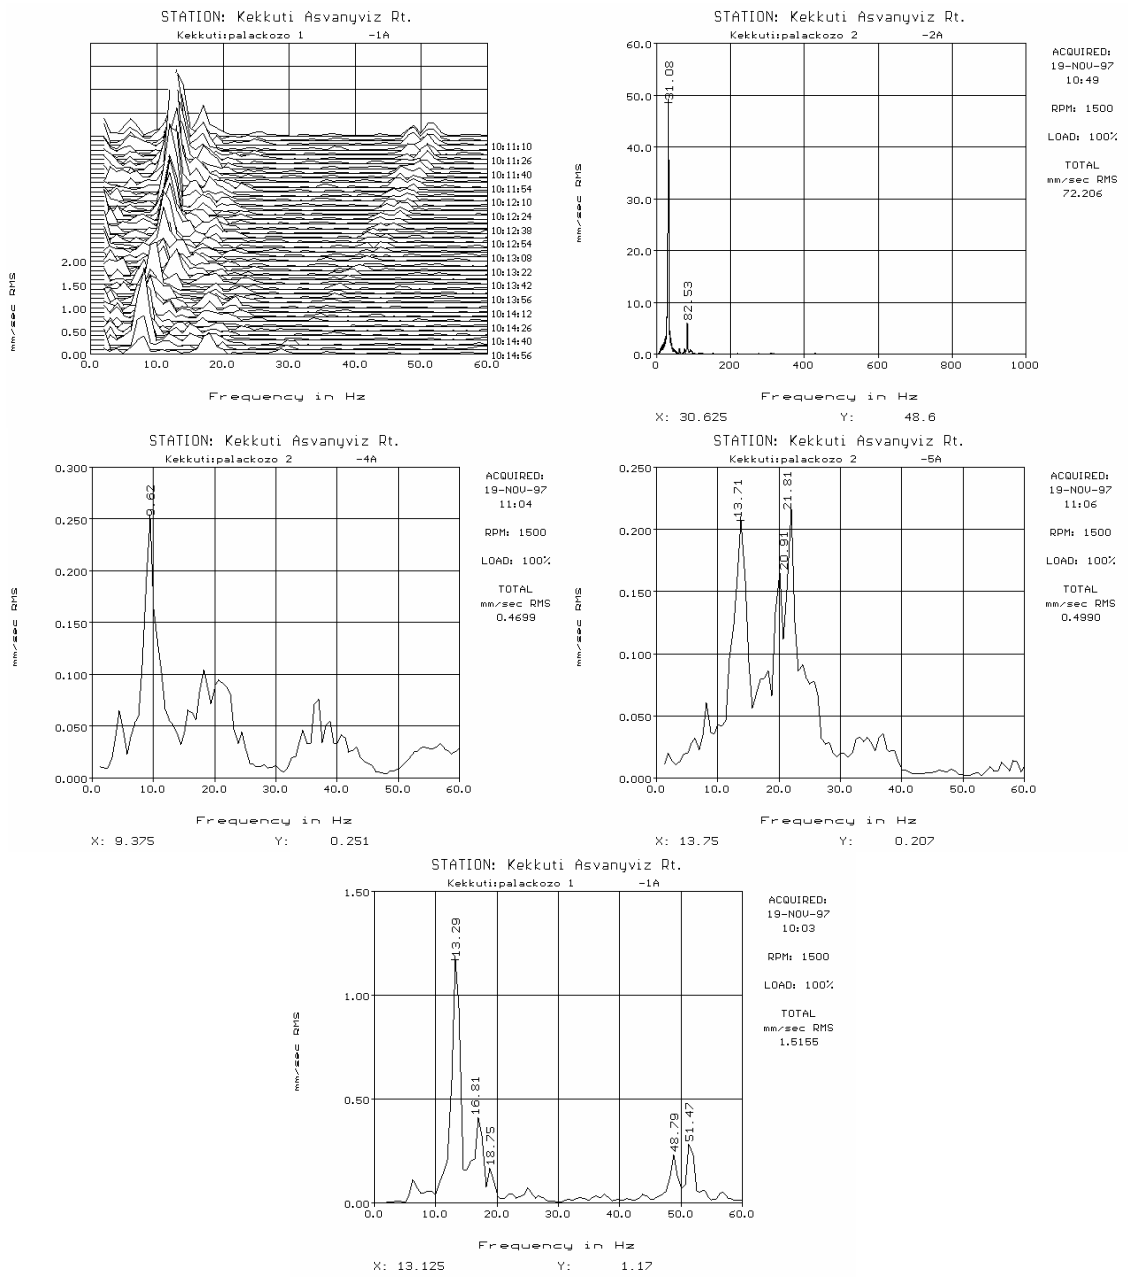 STATION: Kekkuti Asvanyviz Rt.
Kekkuti:palackozo 1 -1A
10:11:10
10:11:26
10:11:40
10:11:54
10:12:10
10:12:24
10:12:38
10:12:54
10:13:08
10:13:22
10:13:42
10:13:56
10:14:12
10:14:26
10:14:40
10:14:56
2.00
1.50
1.00
0.50
0.00
mm/sec RMS
0.0 10.0 20.0 30.0 40.0 50.0 60.0
Frequency in Hz
STATION: Kekkuti Asvanyviz Rt.
Kekkuti:palackozo 2 -2A
60.0
50.0
40.0
30.0
20.0
10.0
0.0
mm/sec RMS
31.08
82.53
0 200 400 600 800 1000
Frequency in Hz
X: 30.625 Y: 48.6
ACQUIRED:
19-NOV-97
10:49
RPM: 1500
LOAD: 100%
TOTAL
mm/sec RMS
72.206
STATION: Kekkuti Asvanyviz Rt.
Kekkuti:palackozo 2 -4A
0.300
0.250
0.200
0.150
0.100
0.050
0.000
mm/sec RMS
9.62
0.0 10.0 20.0 30.0 40.0 50.0 60.0
Frequency in Hz
X: 9.375 Y: 0.251
ACQUIRED:
19-NOV-97
11:04
RPM: 1500
LOAD: 100%
TOTAL
mm/sec RMS
0.4699
STATION: Kekkuti Asvanyviz Rt.
Kekkuti:palackozo 2 -5A
0.250
0.200
0.150
0.100
0.050
0.000
mm/sec RMS
13.71
20.91
21.81
0.0 10.0 20.0 30.0 40.0 50.0 60.0
Frequency in Hz
X: 13.75 Y: 0.207
ACQUIRED:
19-NOV-97
11:06
RPM: 1500
LOAD: 100%
TOTAL
mm/sec RMS
0.4990
STATION: Kekkuti Asvanyviz Rt.
Kekkuti:palackozo 1 -1A
1.50
1.00
0.50
0.00
mm/sec RMS
13.29
16.81
18.75
48.79
51.47
0.0 10.0 20.0 30.0 40.0 50.0 60.0
Frequency in Hz
X: 13.125 Y: 1.17
ACQUIRED:
19-NOV-97
10:03
RPM: 1500
LOAD: 100%
TOTAL
mm/sec RMS
1.5155